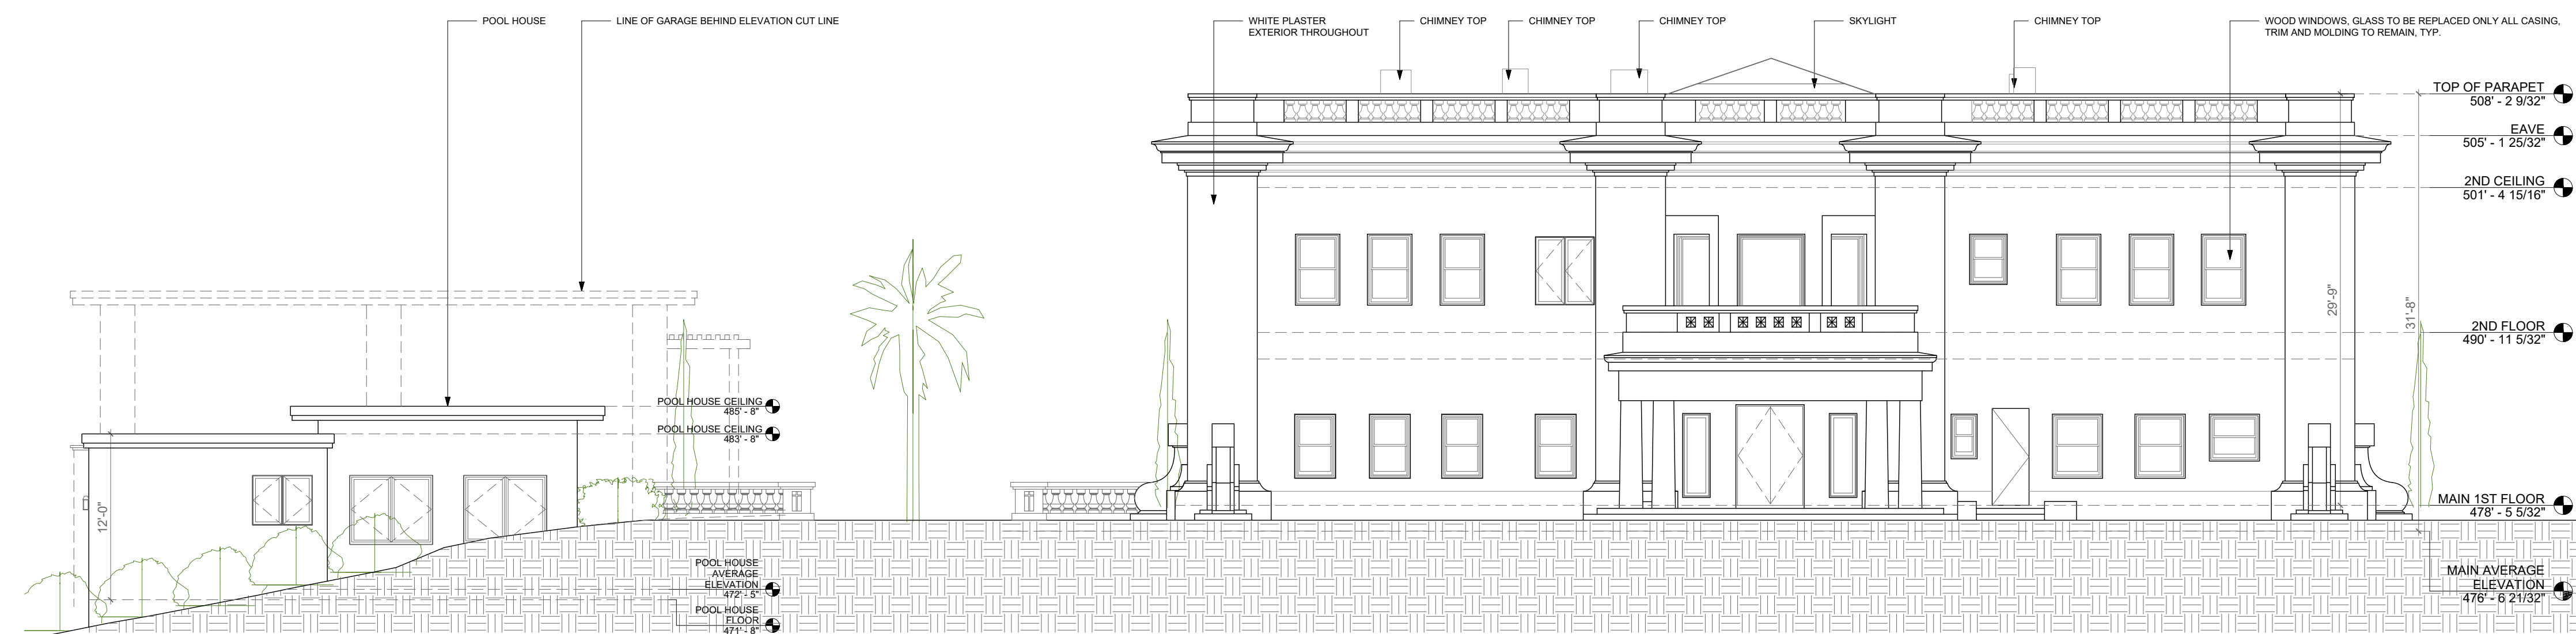 POOL HOUSE
LINE OF GARAGE BEHIND ELEVATION CUT LINE
WHITE PLASTER
EXTERIOR THROUGHOUT
CHIMNEY TOP
CHIMNEY TOP
CHIMNEY TOP
SKYLIGHT
CHIMNEY TOP
WOOD WINDOWS, GLASS TO BE REPLACED ONLY ALL CASING,
TRIM AND MOLDING TO REMAIN, TYP.
TOP OF PARAPET
508' - 2 9/32"
EAVE
505' - 1 25/32"
2ND CEILING
501' - 4 15/16"
29'-9"
31'-8"
2ND FLOOR
490' - 11 5/32"
POOL HOUSE CEILING
485' - 8"
POOL HOUSE CEILING
483' - 8"
12'-0"
MAIN 1ST FLOOR
478' - 5 5/32"
POOL HOUSE
AVERAGE
ELEVATION
472' - 5"
POOL HOUSE
FLOOR
471' - 8"
MAIN AVERAGE
ELEVATION
476' - 6 21/32"